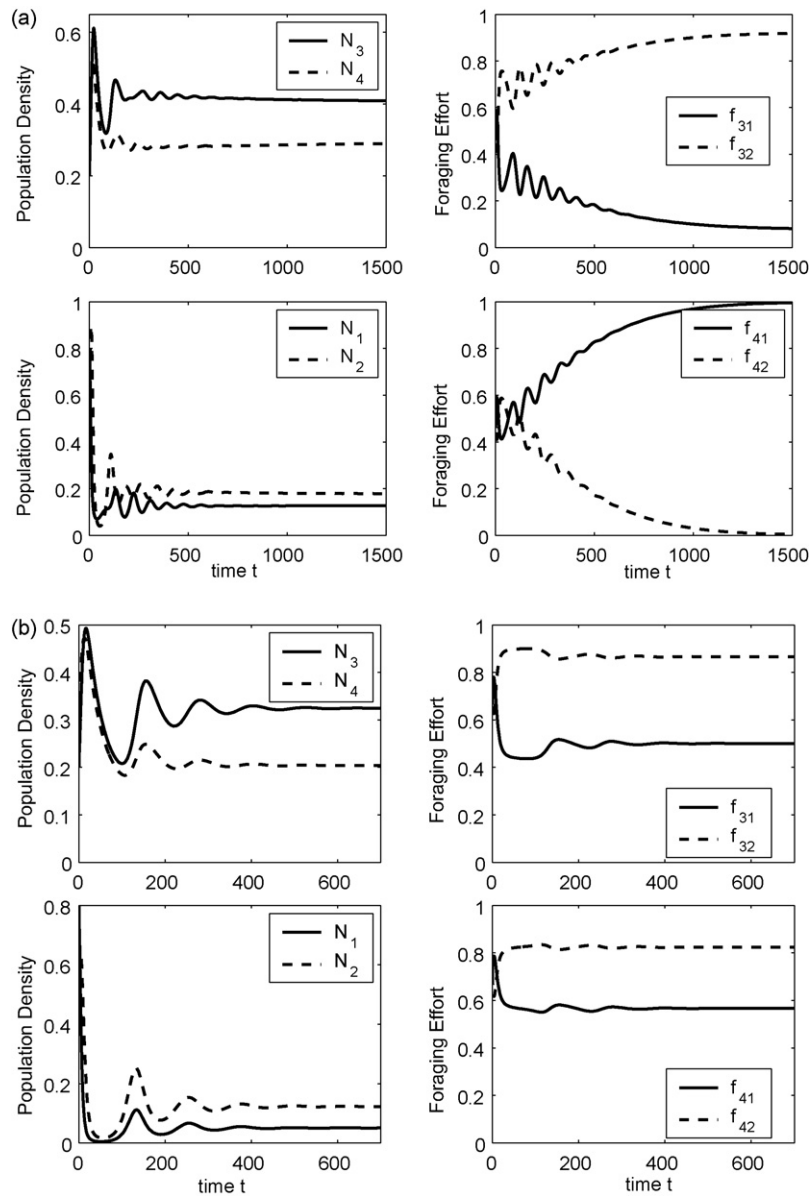 (a)
Population Density
0.6
0.4
0.2
0
0
500
1000
1500
N3
N4
Foraging Effort
1
0.8
0.6
0.4
0.2
0
0
500
1000
1500
f31
f32
Population Density
1
0.8
0.6
0.4
0.2
0
0
500
1000
1500
time t
N1
N2
Foraging Effort
1
0.8
0.6
0.4
0.2
0
0
500
1000
1500
time t
f41
f42
(b)
Population Density
0.5
0.4
0.3
0.2
0.1
0
0
200
400
600
N3
N4
Foraging Effort
1
0.8
0.6
0.4
0.2
0
0
200
400
600
f31
f32
Population Density
0.8
0.6
0.4
0.2
0
0
200
400
600
time t
N1
N2
Foraging Effort
1
0.8
0.6
0.4
0.2
0
0
200
400
600
time t
f41
f42